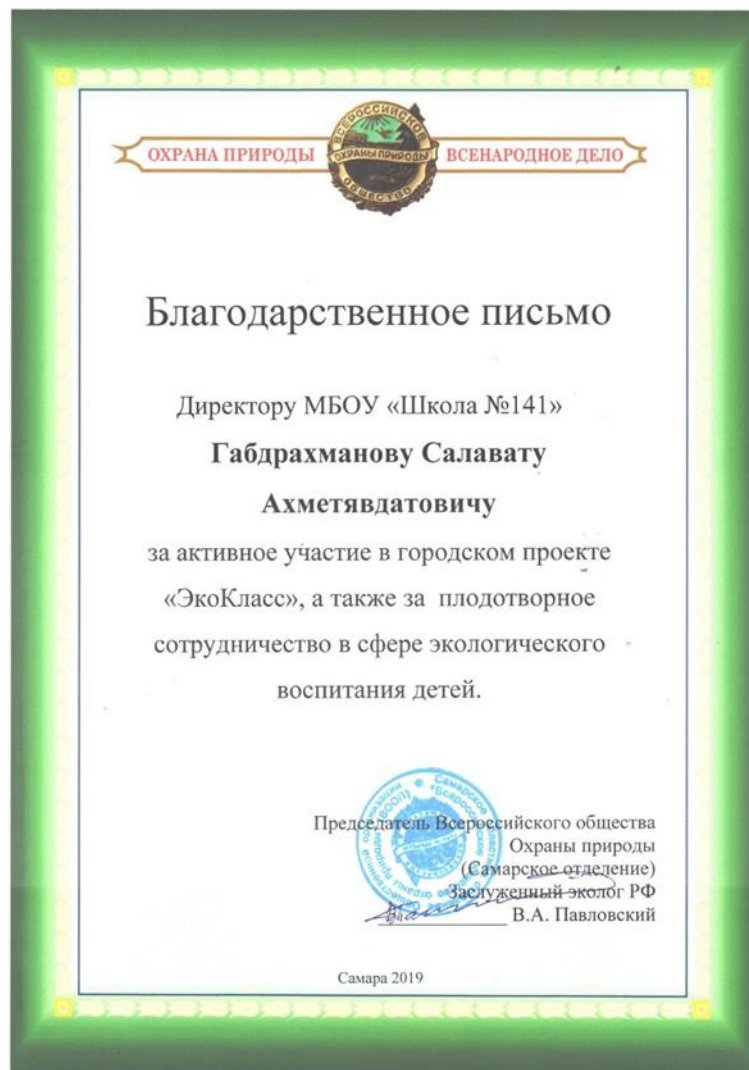 ОХРАНА ПРИРОДЫ
ВСЕРОССИЙСКОЕ
ОХРАНЫ ПРИРОДЫ
ОБЩЕСТВО
ВСЕНАРОДНОЕ ДЕЛО
Благодарственное письмо
Директору МБОУ «Школа №141»
Габдрахманову Салавату
Ахметявдатовичу
за активное участие в городском проекте
«ЭкоКласс», а также за плодотворное
сотрудничество в сфере экологического
воспитания детей.
Председатель Всероссийского общества
Охраны природы
(Самарское отделение)
Заслуженный эколог РФ
В.А. Павловский
Самара 2019